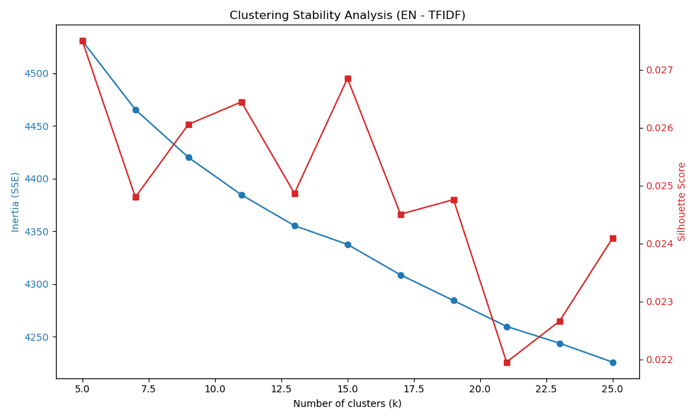 Clustering Stability Analysis (EN - TFIDF)
4500
4450
4400
4350
4300
4250
Inertia (SSE)
0.027
0.026
0.025
0.024
0.023
0.022
Silhouette Score
5.0 7.5 10.0 12.5 15.0 17.5 20.0 22.5 25.0
Number of clusters (k)